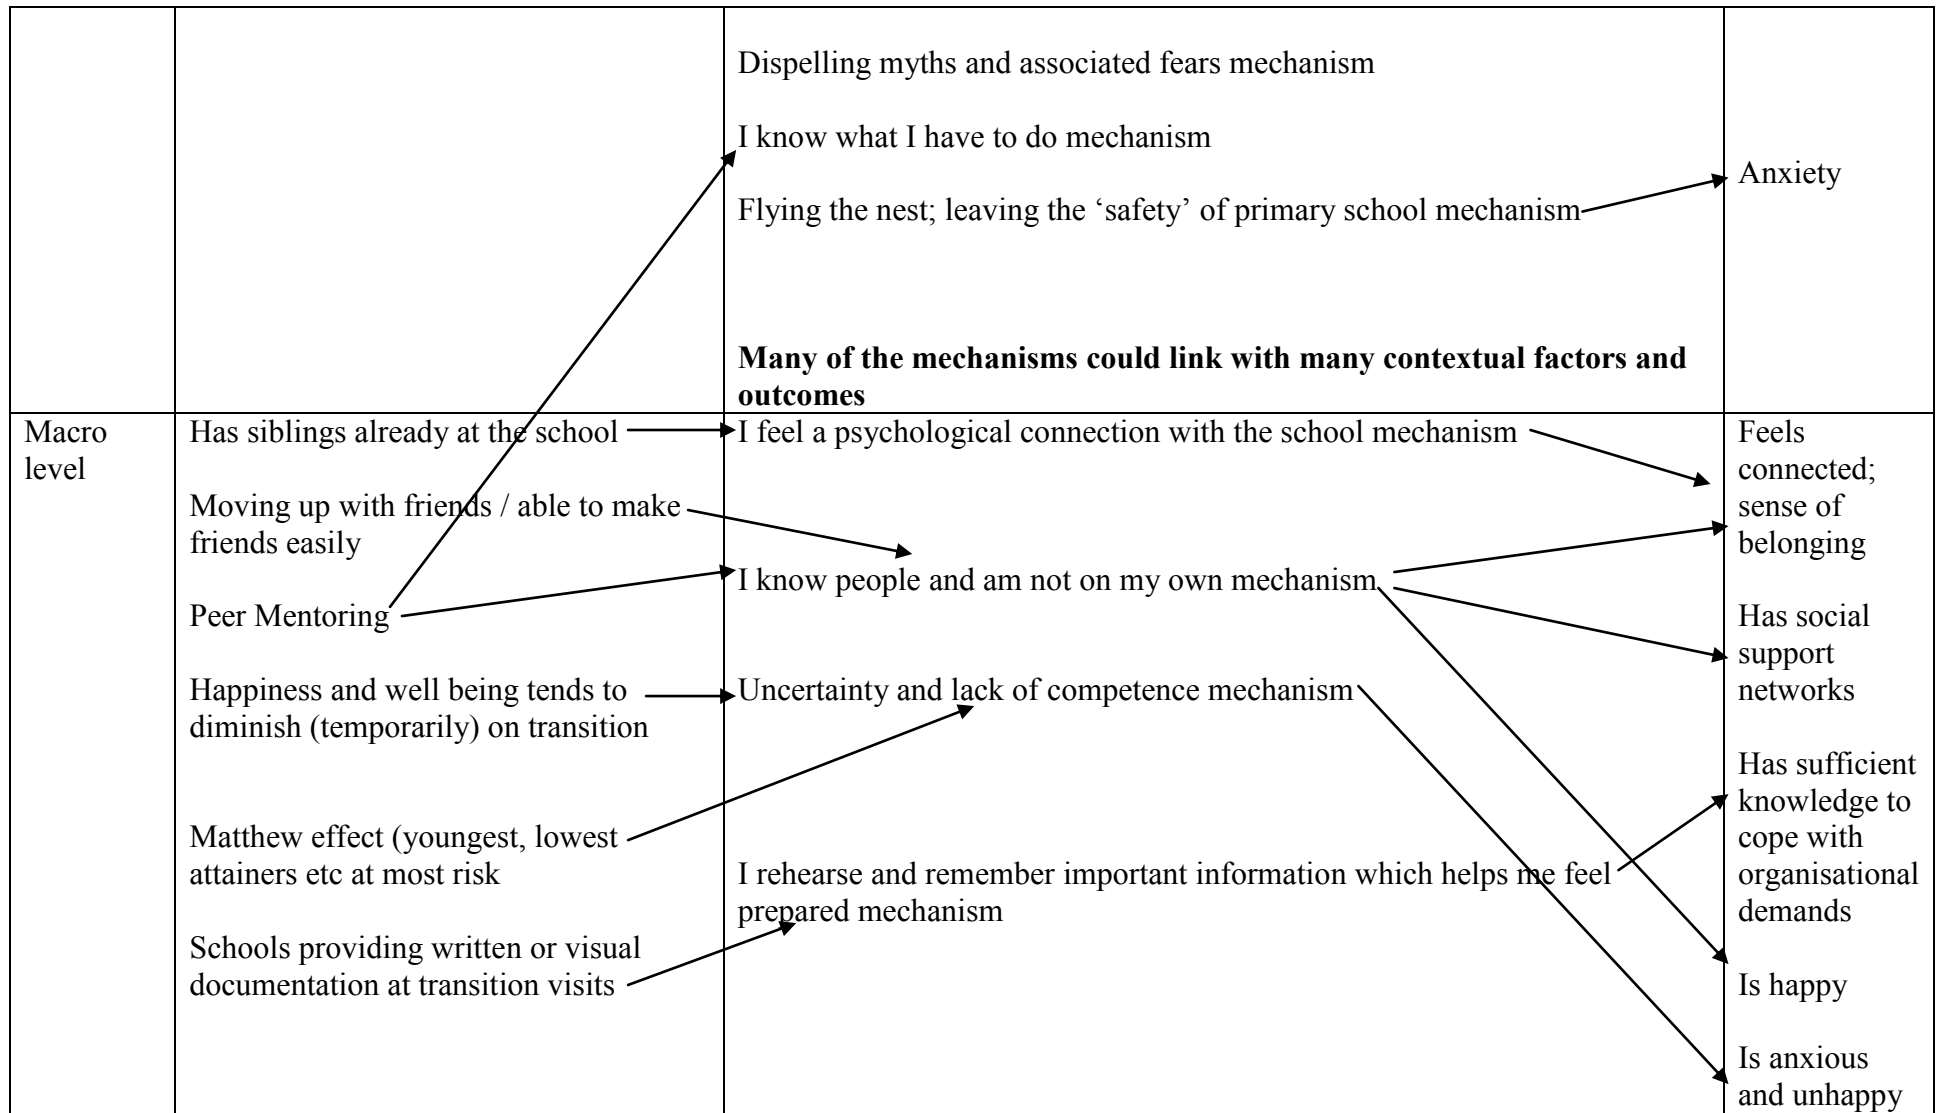 Dispelling myths and associated fears mechanism
I know what I have to do mechanism
Flying the nest; leaving the ‘safety’ of primary school mechanism
Many of the mechanisms could link with many contextual factors and
outcomes
Anxiety
Macro
level
Has siblings already at the school
Moving up with friends / able to make
friends easily
Peer Mentoring
Happiness and well being tends to
diminish (temporarily) on transition
Matthew effect (youngest, lowest
attainers etc at most risk
Schools providing written or visual
documentation at transition visits
I feel a psychological connection with the school mechanism
I know people and am not on my own mechanism
Uncertainty and lack of competence mechanism
I rehearse and remember important information which helps me feel
prepared mechanism
Feels
connected;
sense of
belonging
Has social
support
networks
Has sufficient
knowledge to
cope with
organisational
demands
Is happy
Is anxious
and unhappy